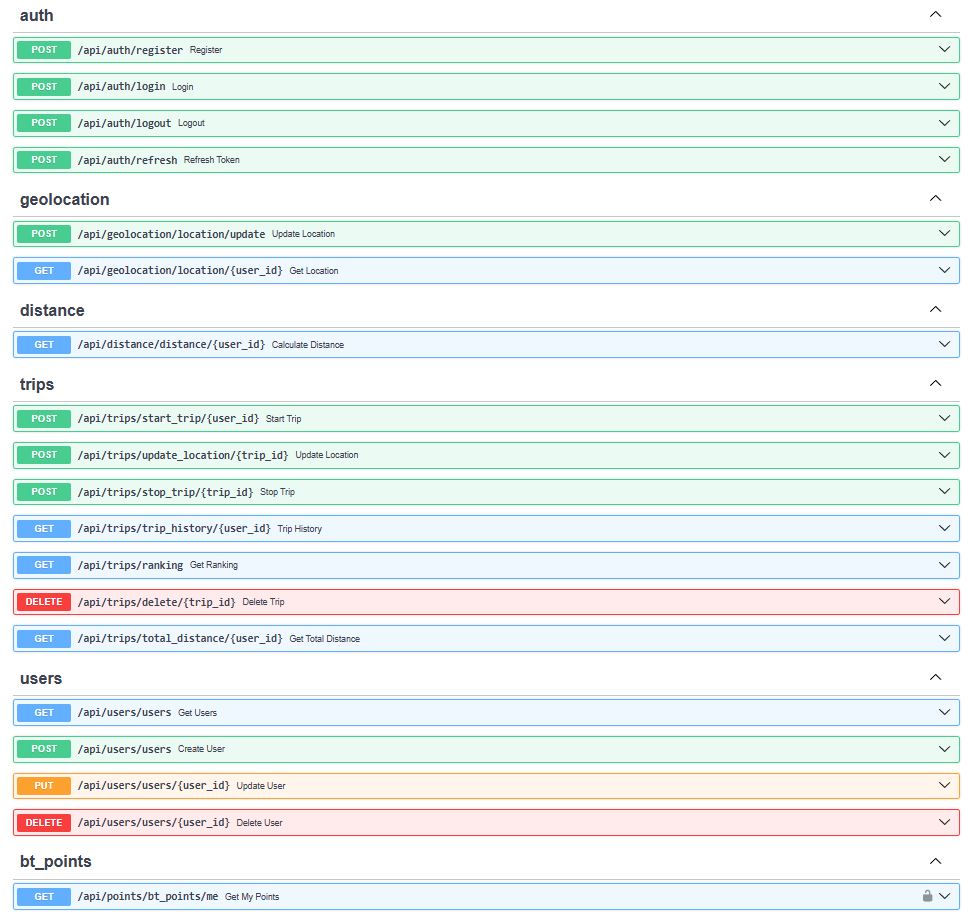 auth
POST /api/auth/register Register
POST /api/auth/login Login
POST /api/auth/logout Logout
POST /api/auth/refresh Refresh Token
geolocation
POST /api/geolocation/location/update Update Location
GET /api/geolocation/location/{user_id} Get Location
distance
GET /api/distance/distance/{user_id} Calculate Distance
trips
POST /api/trips/start_trip/{user_id} Start Trip
POST /api/trips/update_location/{trip_id} Update Location
POST /api/trips/stop_trip/{trip_id} Stop Trip
GET /api/trips/trip_history/{user_id} Trip History
GET /api/trips/ranking Get Ranking
DELETE /api/trips/delete/{trip_id} Delete Trip
GET /api/trips/total_distance/{user_id} Get Total Distance
users
GET /api/users/users Get Users
POST /api/users/users Create User
PUT /api/users/users/{user_id} Update User
DELETE /api/users/users/{user_id} Delete User
bt_points
GET /api/points/bt_points/me Get My Points